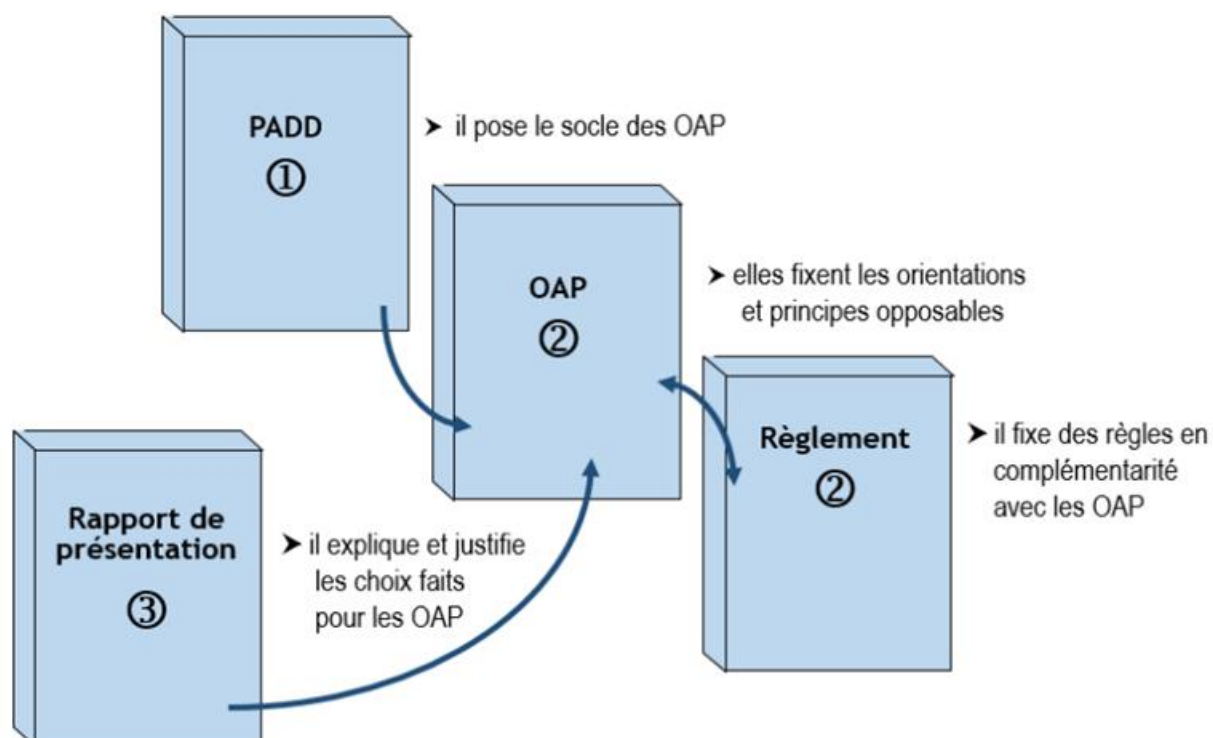 PADD
①
➤ il pose le socle des OAP
OAP
②
➤ elles fixent les orientations
et principes opposables
Règlement
②
➤ il fixe des règles en
complémentarité
avec les OAP
Rapport de
présentation
③
➤ il explique et justifie
les choix faits
pour les OAP